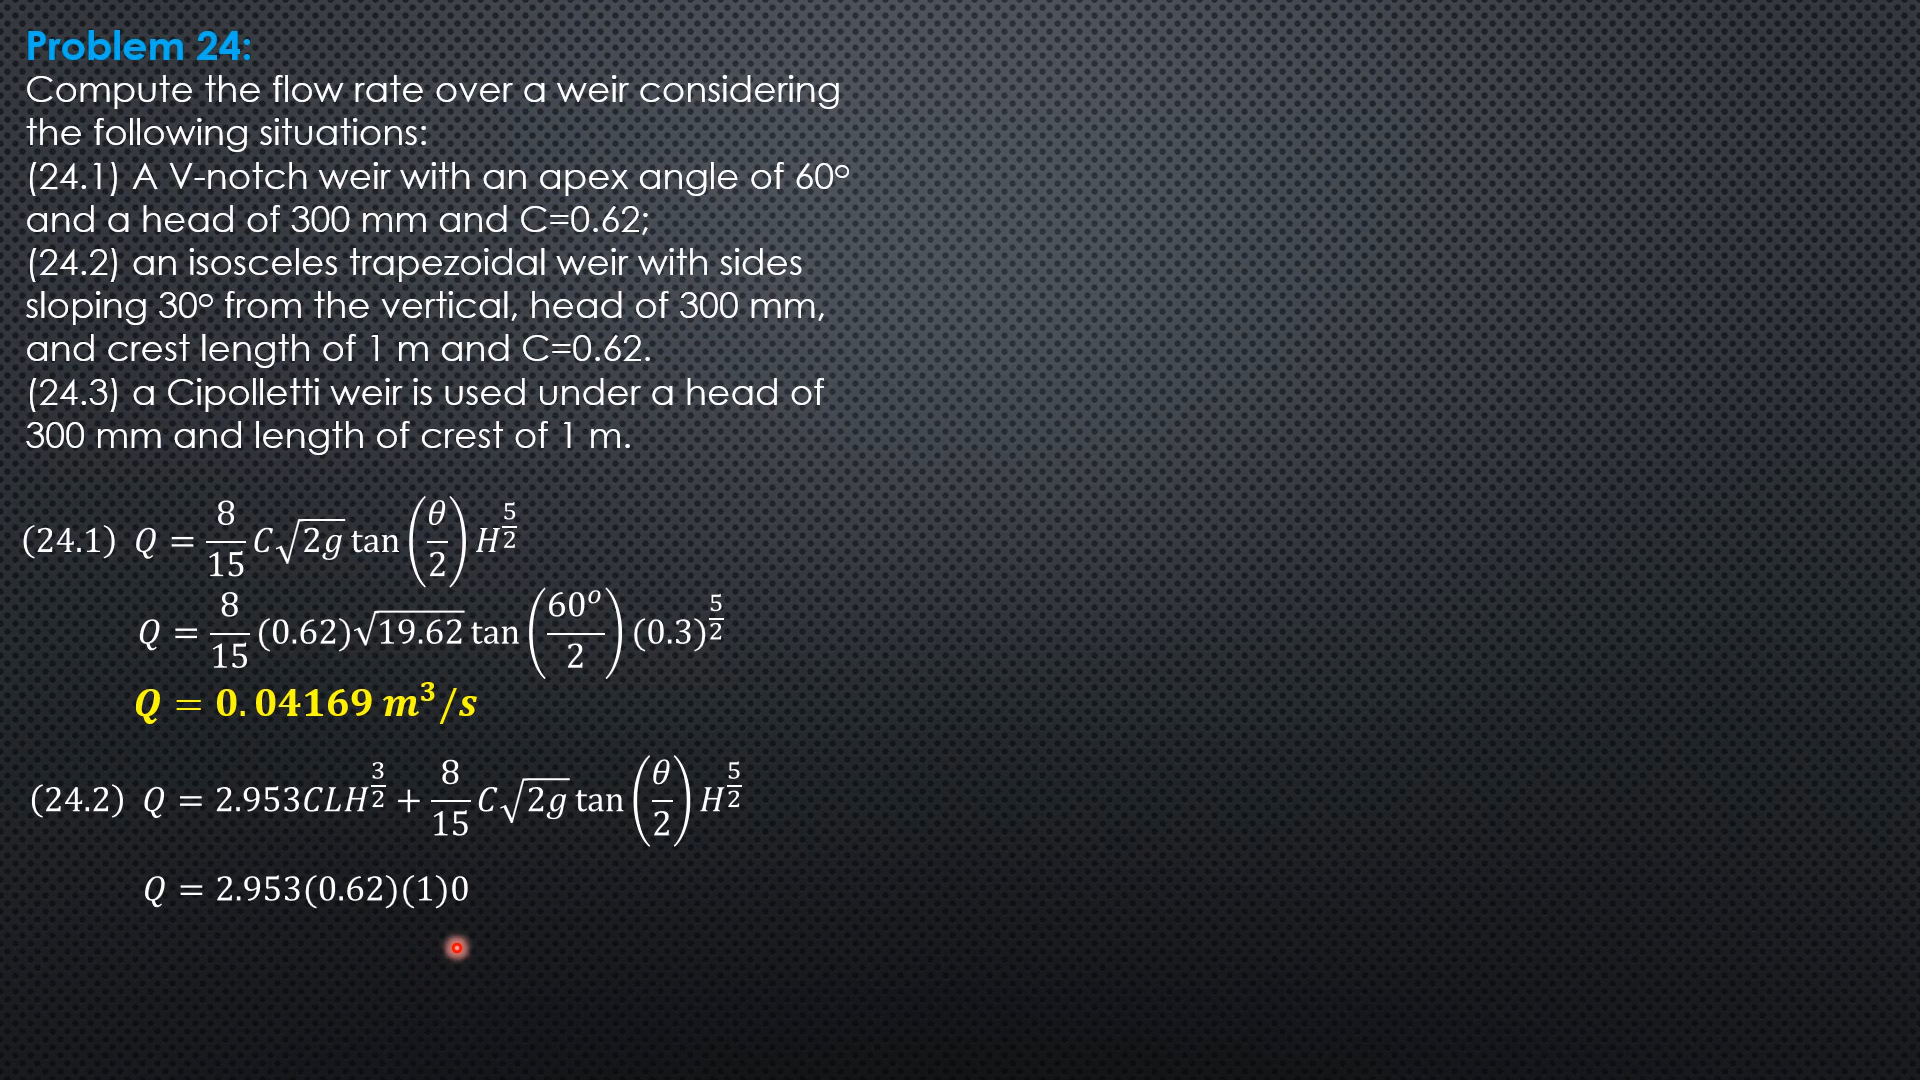 Problem 24:
Compute the flow rate over a weir considering
the following situations:
(24.1) A V-notch weir with an apex angle of 60°
and a head of 300 mm and C=0.62;
(24.2) an isosceles trapezoidal weir with sides
sloping 30° from the vertical, head of 300 mm,
and crest length of 1 m and C=0.62.
(24.3) a Cipolletti weir is used under a head of
300 mm and length of crest of 1 m.
(24.1) Q = 8/15 C√(2g) tan(θ/2) H^(5/2)
Q = 8/15 (0.62)√19.62 tan(60°/2) (0.3)^(5/2)
Q = 0.04169 m³/s
(24.2) Q = 2.953CLH^(3/2) + 8/15 C√(2g) tan(θ/2) H^(5/2)
Q = 2.953(0.62)(1)0